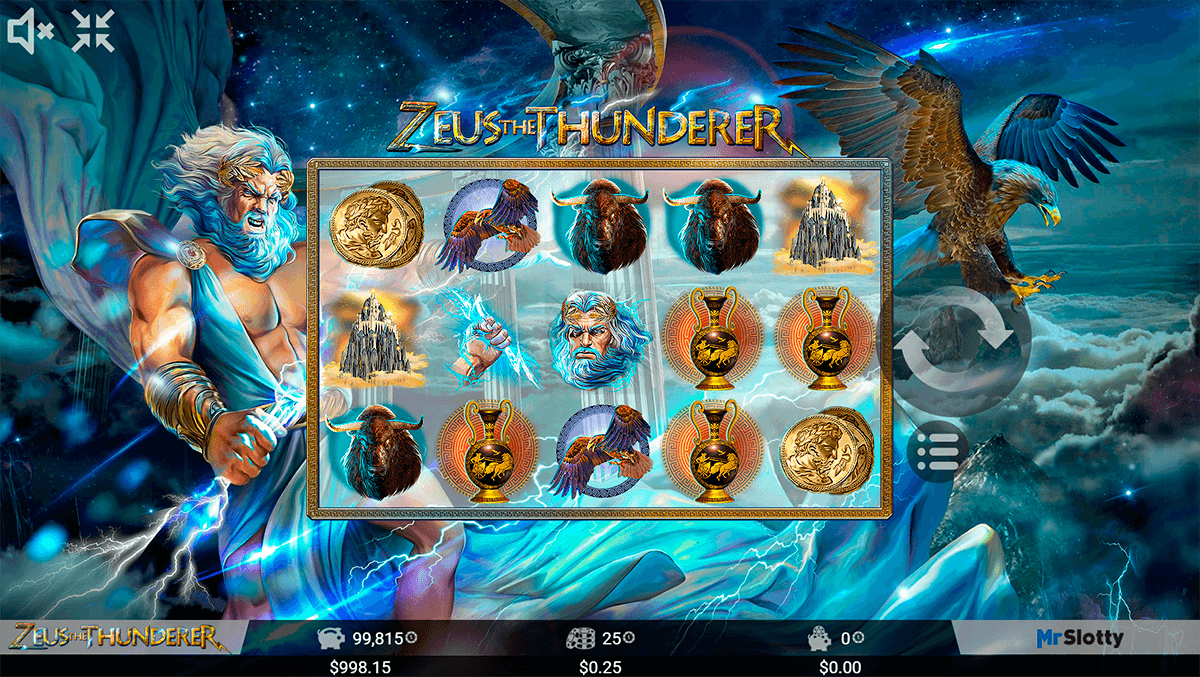 ZEUS THE THUNDERER
ZEUS THE THUNDERER
99,815
25
0
MrSlotty
$998.15
$0.25
$0.00